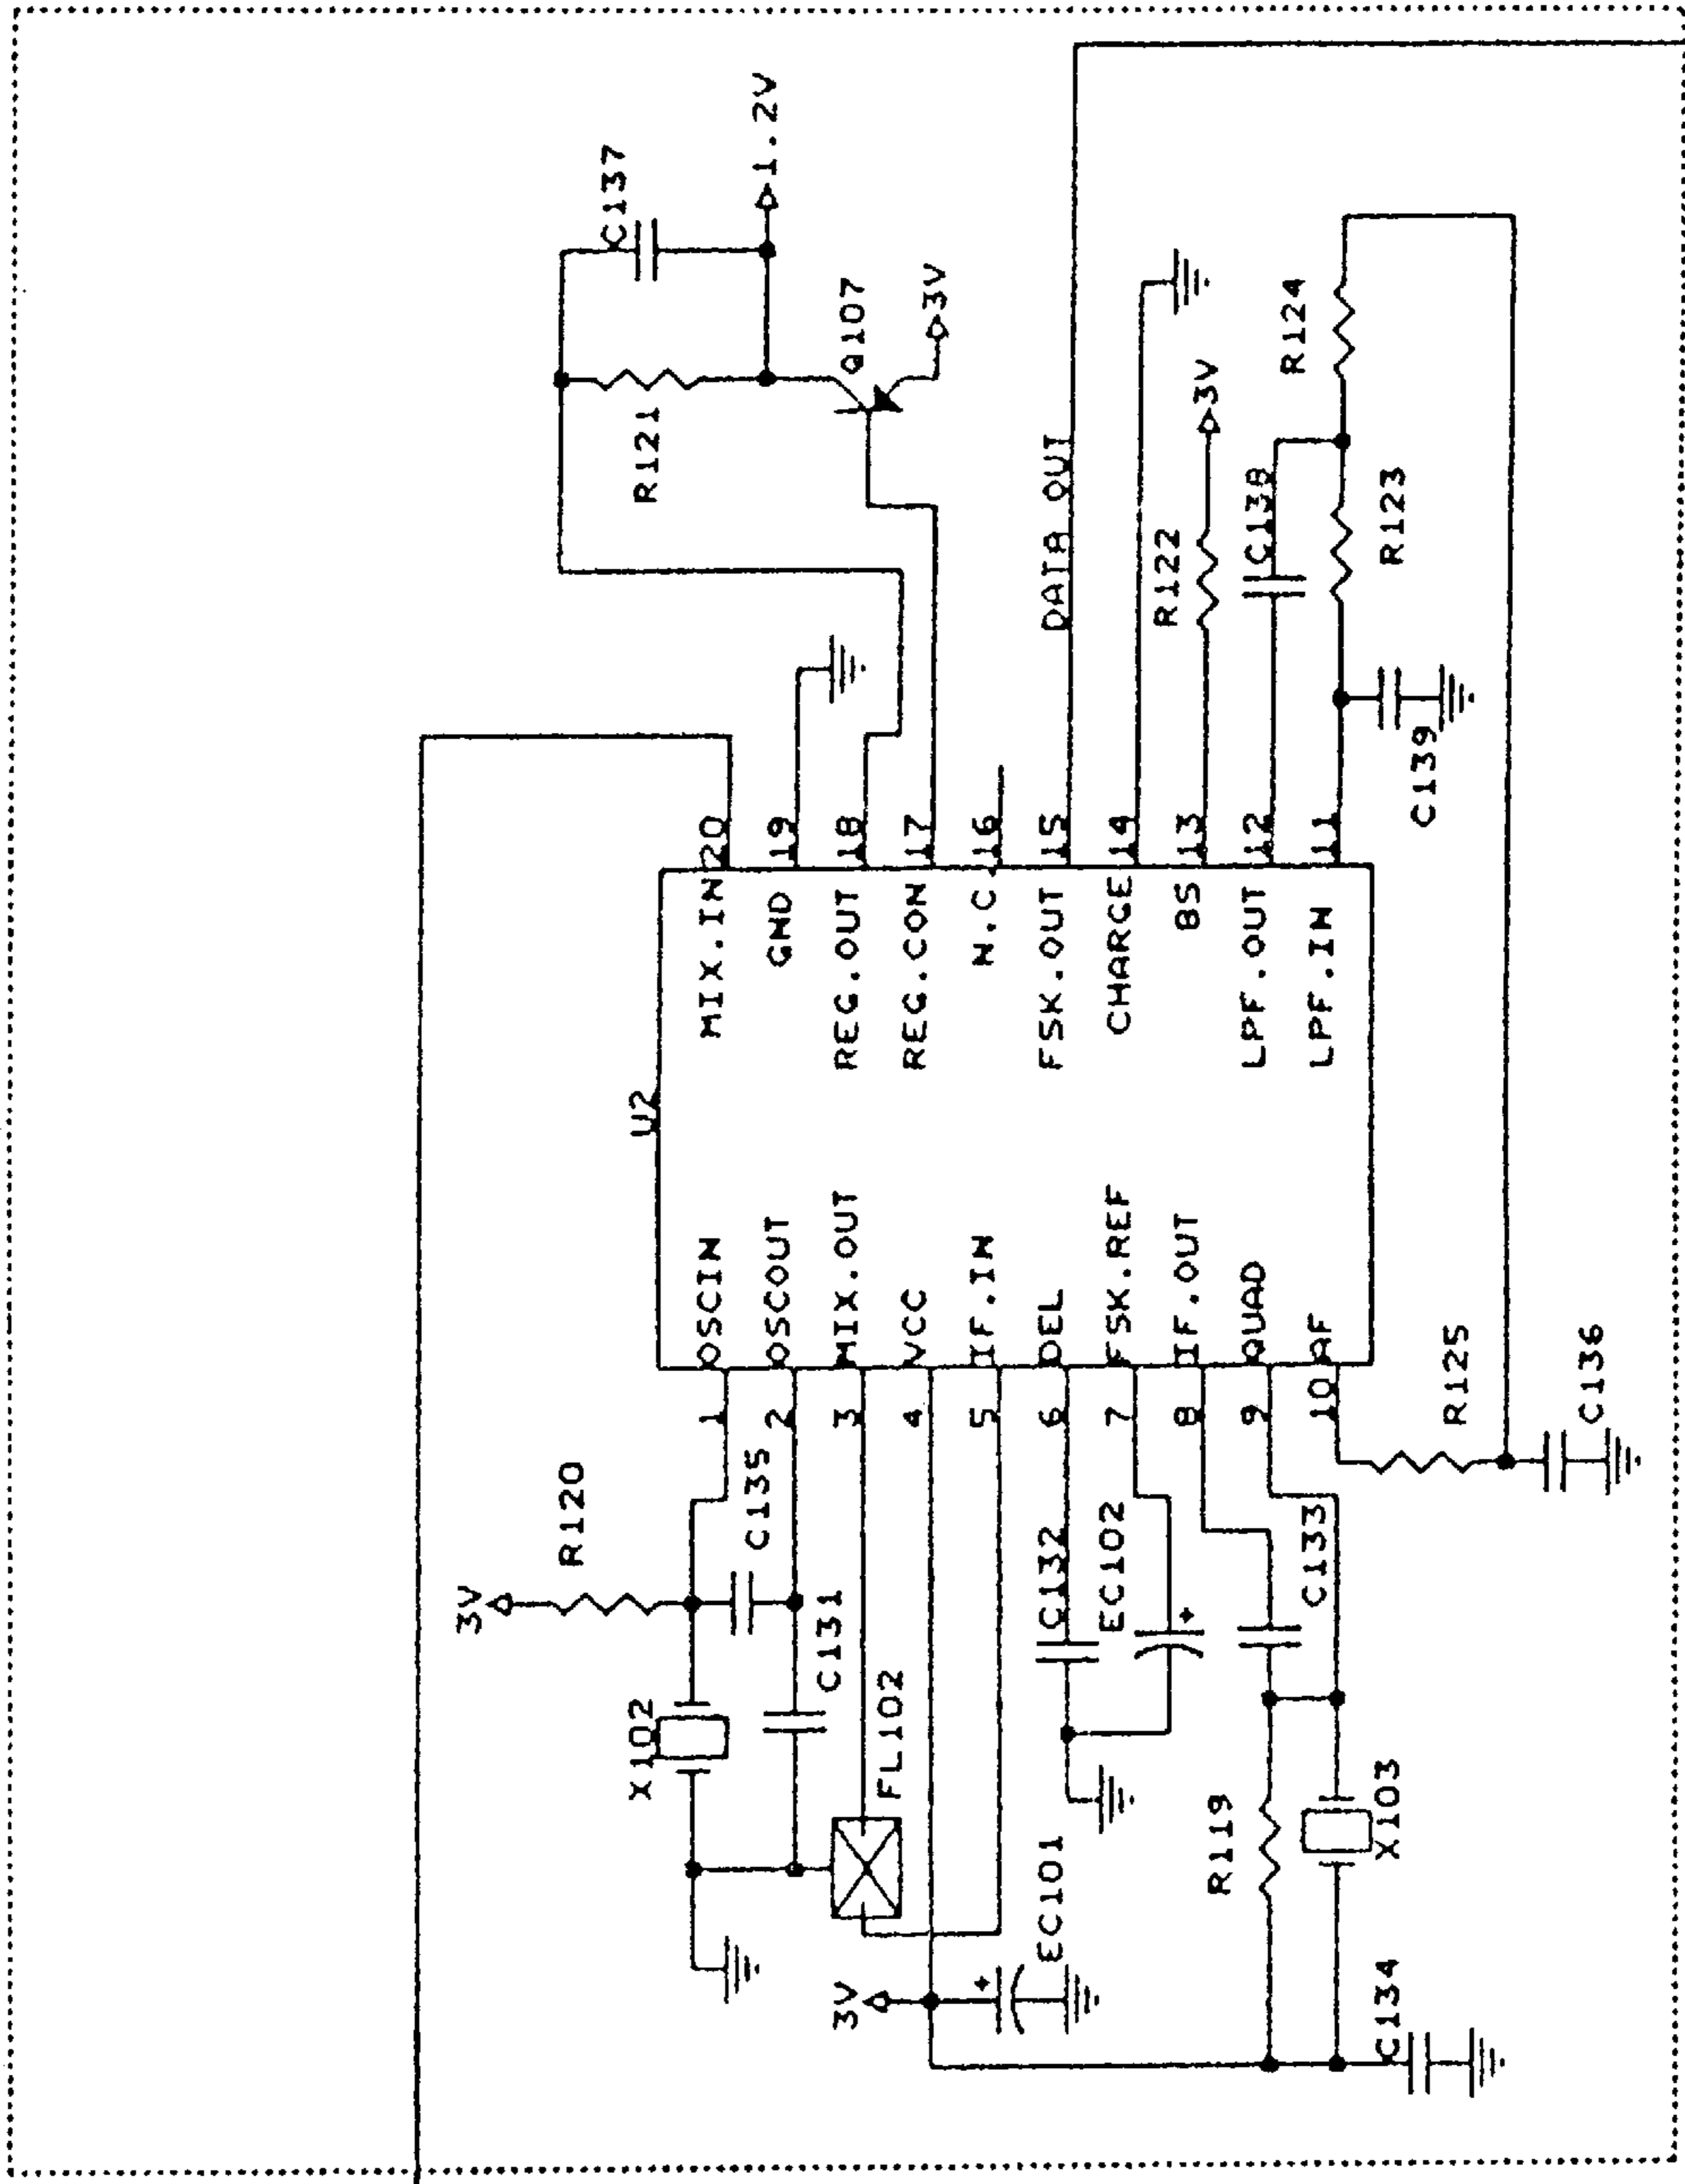 3V
R120
X102
C135
C131
FL102
3V
EC101
C132
EC102
C133
R119
X103
C134
R125
C136
U2
1 OSCIN
2 OSCOUT
3 MIX.OUT
4 VCC
5 IF.IN
6 DEL
7 FSK.REF
8 IF.OUT
9 QUAD
10 AF
MIX.IN 20
GND 19
REG.OUT 18
REG.CON 17
N.C. 16
FSK.OUT 15
CHARGE 14
BS 13
LPF.OUT 12
LPF.IN 11
R121
C137
1.2V
Q107
3V
DATA OUT
R122
3V
C138
R123
R124
C139